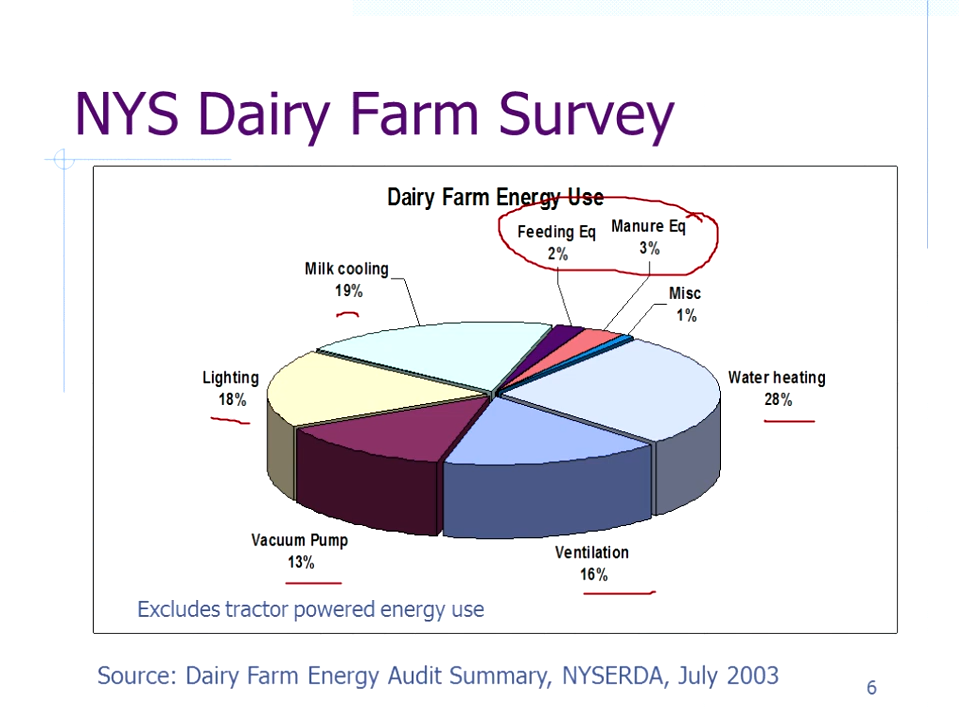 NYS Dairy Farm Survey
Dairy Farm Energy Use
Feeding Eq
2%
Manure Eq
3%
Milk cooling
19%
Misc
1%
Lighting
18%
Water heating
28%
Vacuum Pump
13%
Ventilation
16%
Excludes tractor powered energy use
Source: Dairy Farm Energy Audit Summary, NYSERDA, July 2003
6